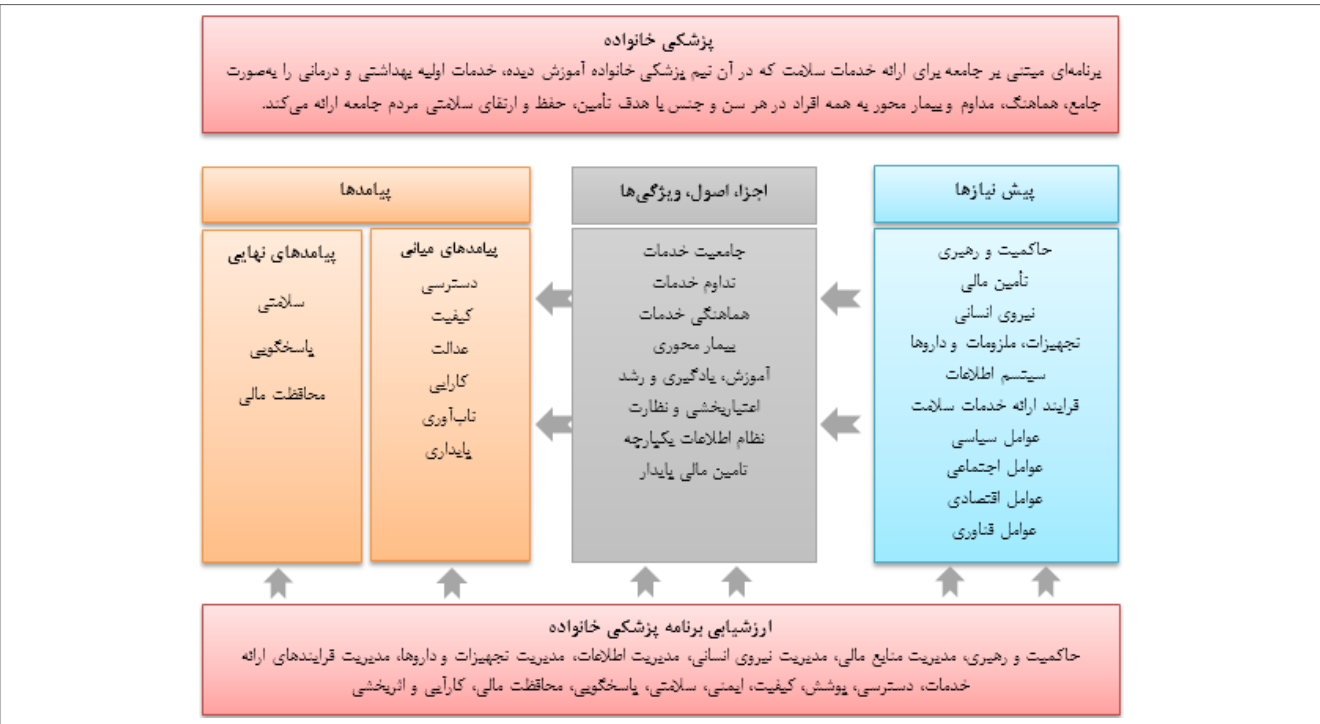 پزشکی خانواده
برنامه‌ای مبتنی بر جامعه برای ارائه خدمات سلامت که در آن تیم پزشکی خانواده آموزش دیده، خدمات اولیه بهداشتی و درمانی را به‌صورت
جامع، هماهنگ، مداوم و بیمار محور به همه افراد در هر سن و جنس با هدف تأمین، حفظ و ارتقای سلامتی مردم جامعه ارائه می‌کند.
پیش نیازها
حاکمیت و رهبری
تأمین مالی
نیروی انسانی
تجهیزات، ملزومات و داروها
سیتسم اطلاعات
فرایند ارائه خدمات سلامت
عوامل سیاسی
عوامل اجتماعی
عوامل اقتصادی
عوامل فناوری
اجزا، اصول، ویژگی‌ها
جامعیت خدمات
تداوم خدمات
هماهنگی خدمات
بیمار محوری
آموزش، یادگیری و رشد
اعتباربخشی و نظارت
نظام اطلاعات یکپارچه
تامین مالی پایدار
پیامدها
پیامدهای میانی
دسترسی
کیفیت
عدالت
کارایی
تاب‌آوری
پایداری
پیامدهای نهایی
سلامتی
پاسخگویی
محافظت مالی
ارزشیابی برنامه پزشکی خانواده
حاکمیت و رهبری، مدیریت منابع مالی، مدیریت نیروی انسانی، مدیریت اطلاعات، مدیریت تجهیزات و داروها، مدیریت فرایندهای ارائه
خدمات، دسترسی، پوشش، کیفیت، ایمنی، سلامتی، پاسخگویی، محافظت مالی، کارآیی و اثربخشی